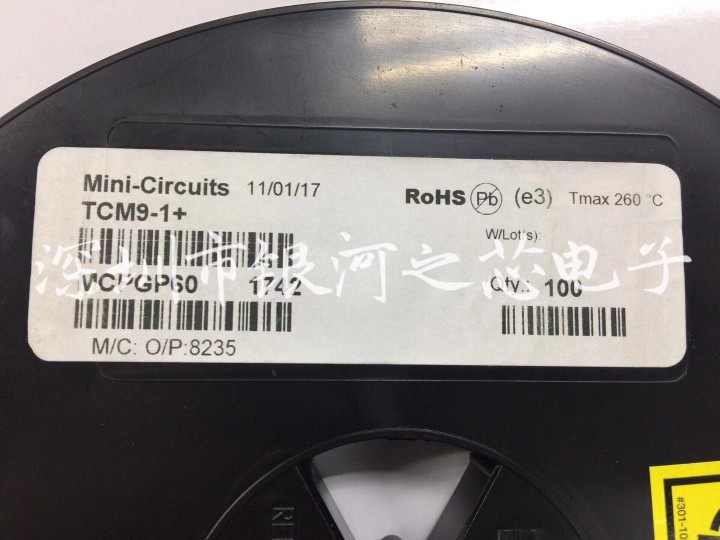 Mini-Circuits 11/01/17
RoHS Pb (e3) Tmax 260 °C
TCM9-1+
W/Lot(s):
深圳市银河之芯电子
MCPGP60 1742
Qty.: 100
M/C: O/P:8235